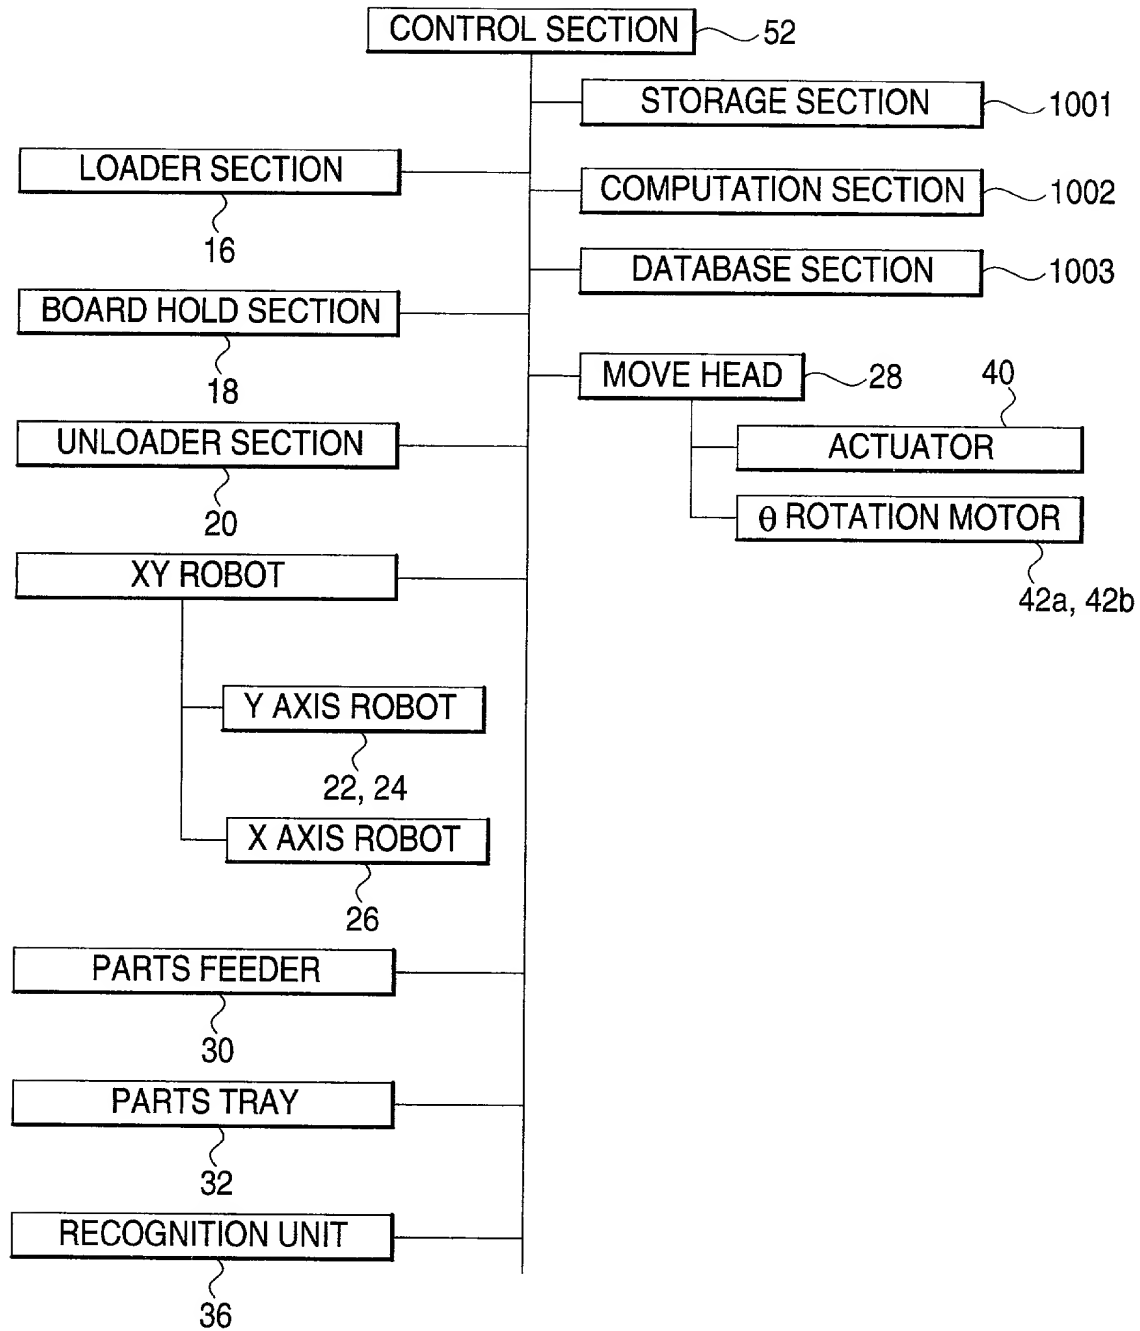 CONTROL SECTION
52
STORAGE SECTION
1001
LOADER SECTION
16
COMPUTATION SECTION
1002
DATABASE SECTION
1003
BOARD HOLD SECTION
18
MOVE HEAD
28
40
ACTUATOR
UNLOADER SECTION
20
θ ROTATION MOTOR
42a, 42b
XY ROBOT
Y AXIS ROBOT
22, 24
X AXIS ROBOT
26
PARTS FEEDER
30
PARTS TRAY
32
RECOGNITION UNIT
36